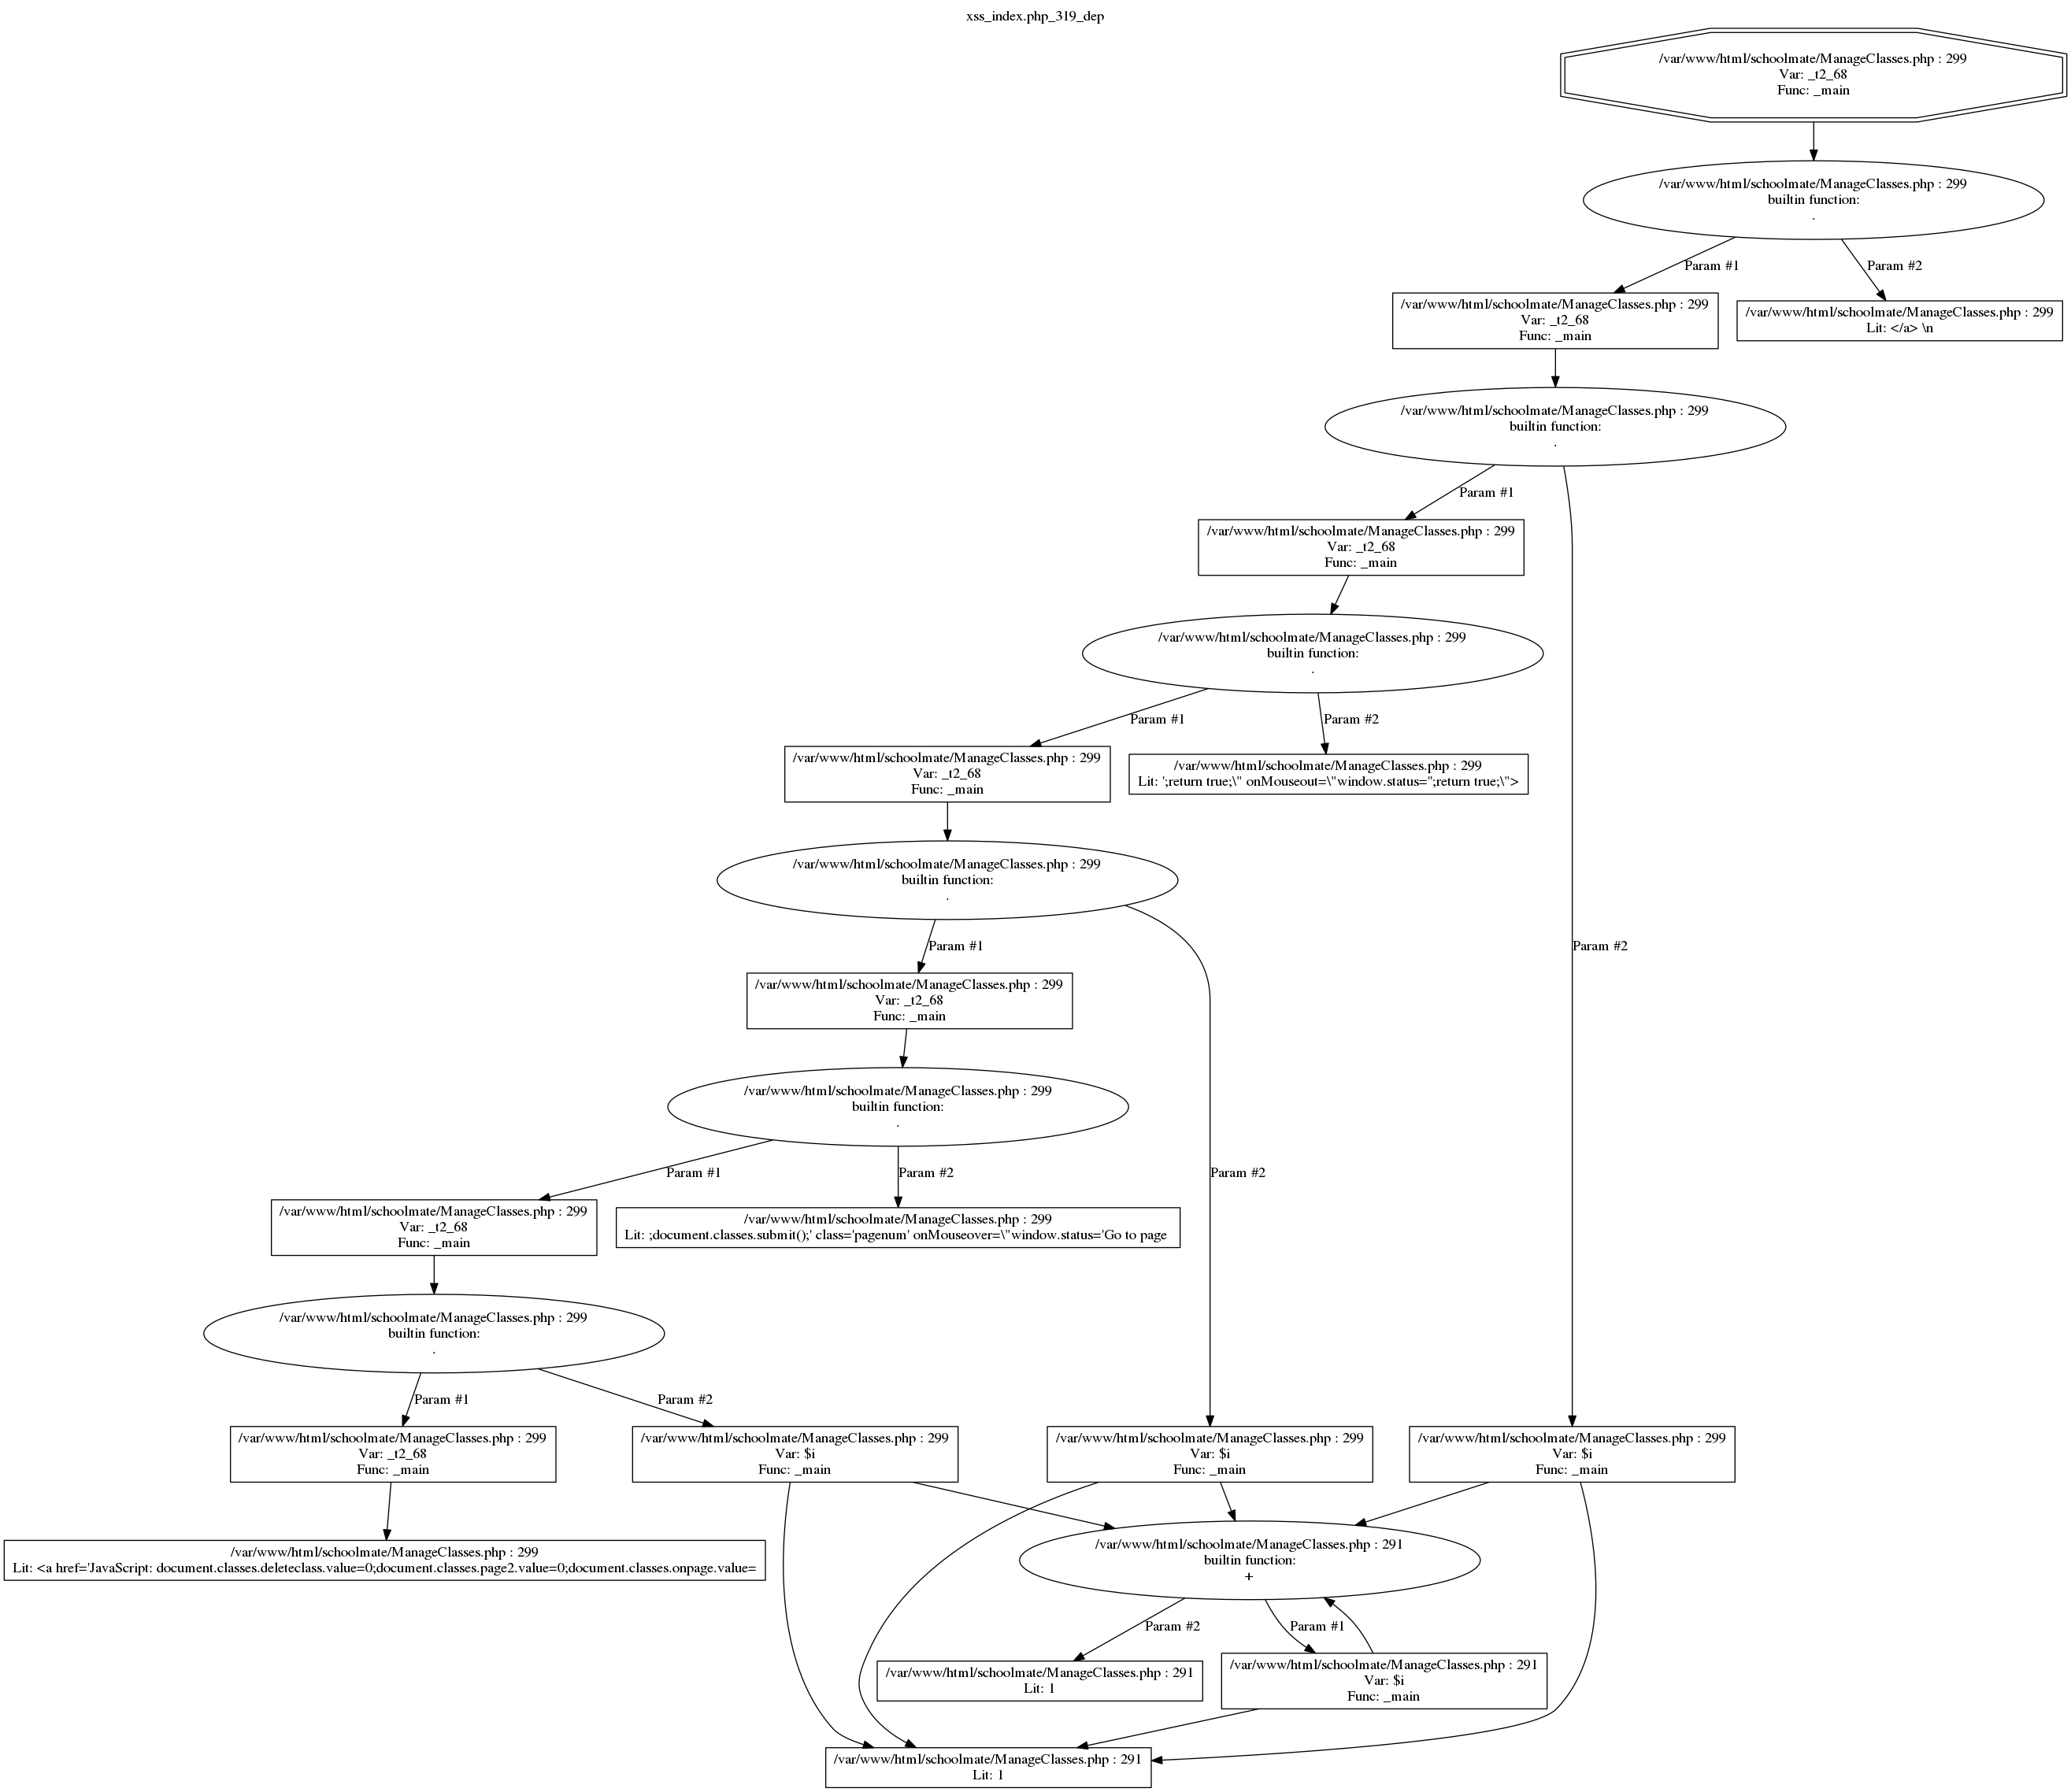 xss_index.php_319_dep
/var/www/html/schoolmate/ManageClasses.php : 299
Var: _t2_68
Func: _main
/var/www/html/schoolmate/ManageClasses.php : 299
builtin function:
.
Param #1
Param #2
/var/www/html/schoolmate/ManageClasses.php : 299
Var: _t2_68
Func: _main
/var/www/html/schoolmate/ManageClasses.php : 299
Lit: </a> \n
/var/www/html/schoolmate/ManageClasses.php : 299
builtin function:
.
Param #1
/var/www/html/schoolmate/ManageClasses.php : 299
Var: _t2_68
Func: _main
/var/www/html/schoolmate/ManageClasses.php : 299
builtin function:
.
Param #1
Param #2
/var/www/html/schoolmate/ManageClasses.php : 299
Var: _t2_68
Func: _main
/var/www/html/schoolmate/ManageClasses.php : 299
Lit: ';return true;\" onMouseout=\"window.status='';return true;\">
/var/www/html/schoolmate/ManageClasses.php : 299
builtin function:
.
Param #1
Param #2
/var/www/html/schoolmate/ManageClasses.php : 299
Var: _t2_68
Func: _main
/var/www/html/schoolmate/ManageClasses.php : 299
builtin function:
.
Param #1
Param #2
Param #2
/var/www/html/schoolmate/ManageClasses.php : 299
Var: _t2_68
Func: _main
/var/www/html/schoolmate/ManageClasses.php : 299
Lit: ;document.classes.submit();' class='pagenum' onMouseover=\"window.status='Go to page
/var/www/html/schoolmate/ManageClasses.php : 299
builtin function:
.
Param #1
Param #2
/var/www/html/schoolmate/ManageClasses.php : 299
Var: _t2_68
Func: _main
/var/www/html/schoolmate/ManageClasses.php : 299
Var: $i
Func: _main
/var/www/html/schoolmate/ManageClasses.php : 299
Var: $i
Func: _main
/var/www/html/schoolmate/ManageClasses.php : 299
Var: $i
Func: _main
/var/www/html/schoolmate/ManageClasses.php : 299
Lit: <a href='JavaScript: document.classes.deleteclass.value=0;document.classes.page2.value=0;document.classes.onpage.value=
/var/www/html/schoolmate/ManageClasses.php : 291
builtin function:
+
Param #2
Param #1
/var/www/html/schoolmate/ManageClasses.php : 291
Lit: 1
/var/www/html/schoolmate/ManageClasses.php : 291
Var: $i
Func: _main
/var/www/html/schoolmate/ManageClasses.php : 291
Lit: 1